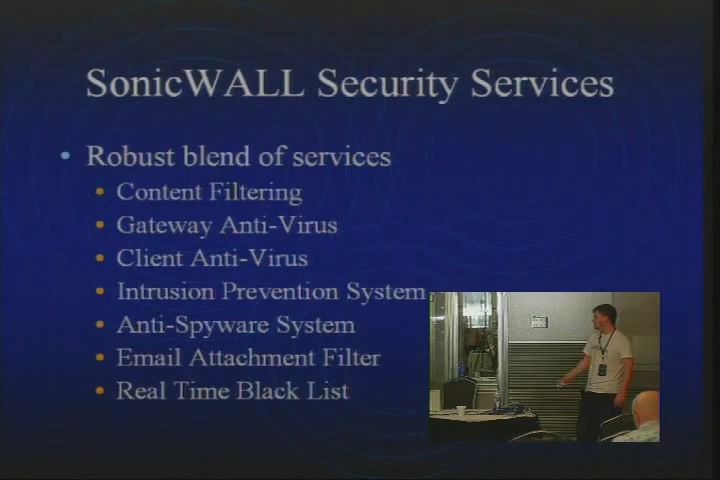 SonicWALL Security Services
Robust blend of services
Content Filtering
Gateway Anti-Virus
Client Anti-Virus
Intrusion Prevention System
Anti-Spyware System
Email Attachment Filter
Real Time Black List